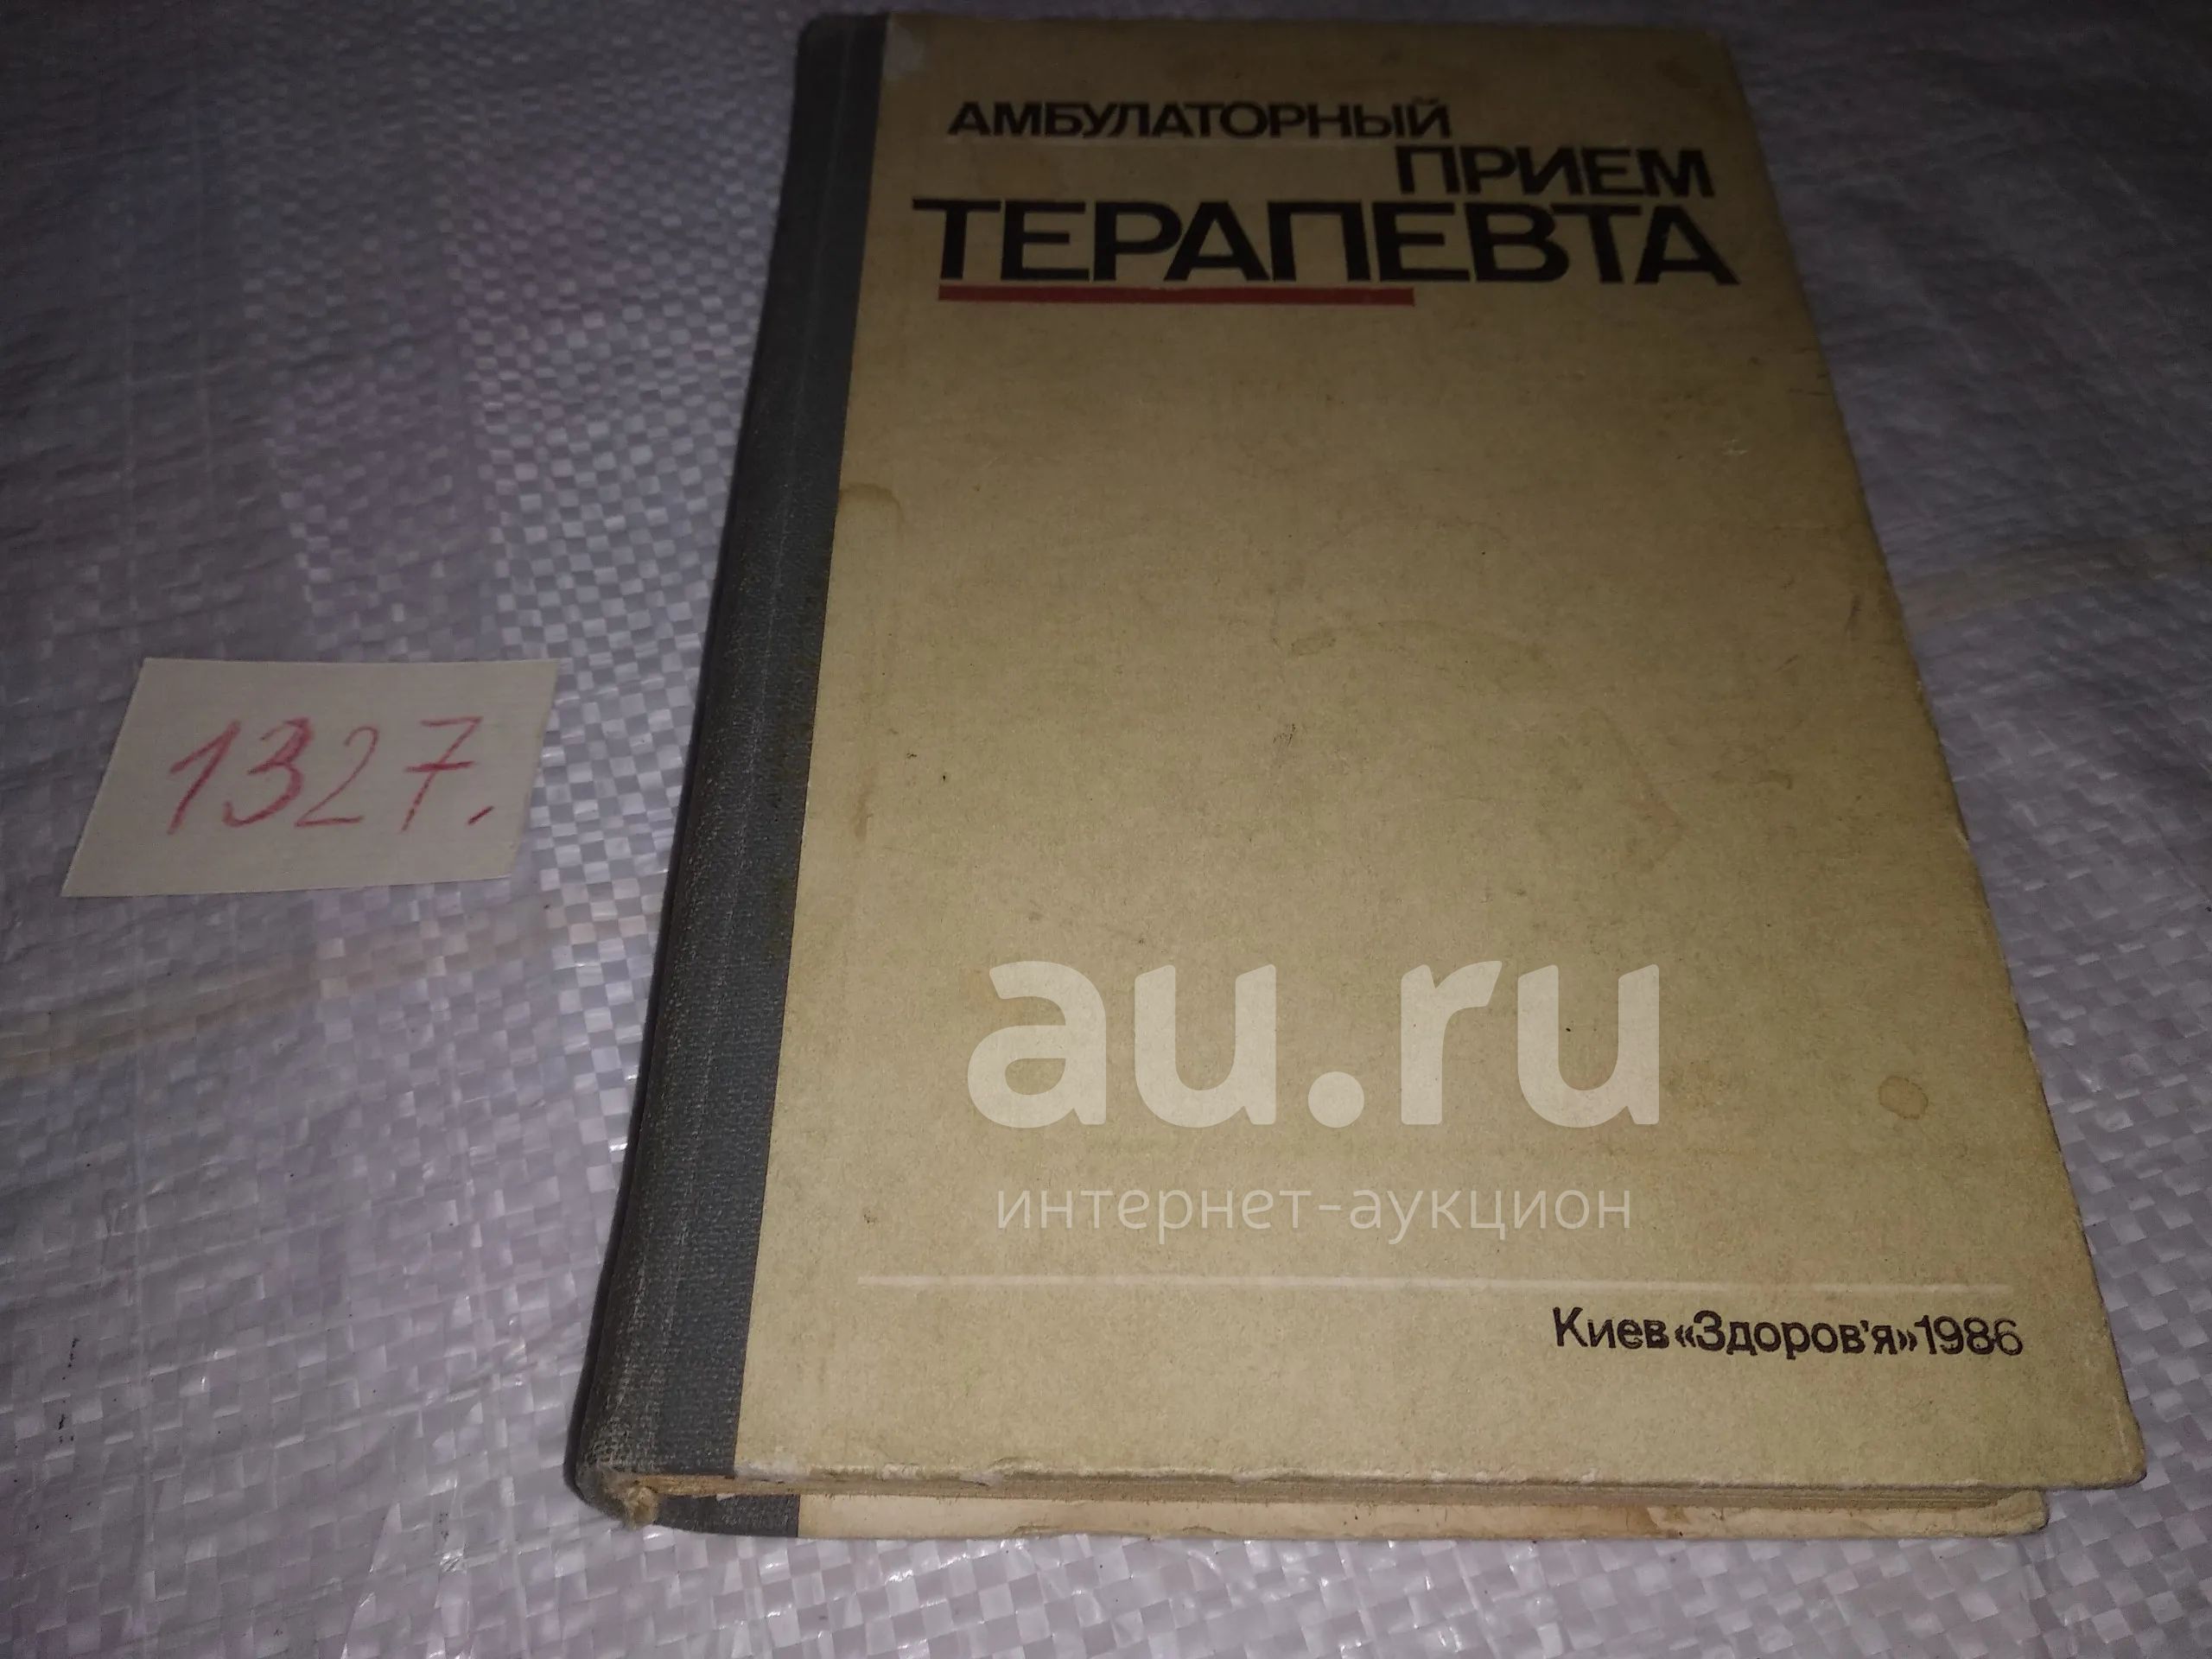 АМБУЛАТОРНЫЙ
ПРИЕМ
ТЕРАПЕВТА
1327.
au.ru
интернет-аукцион
Киев «Здоров'я» 1986